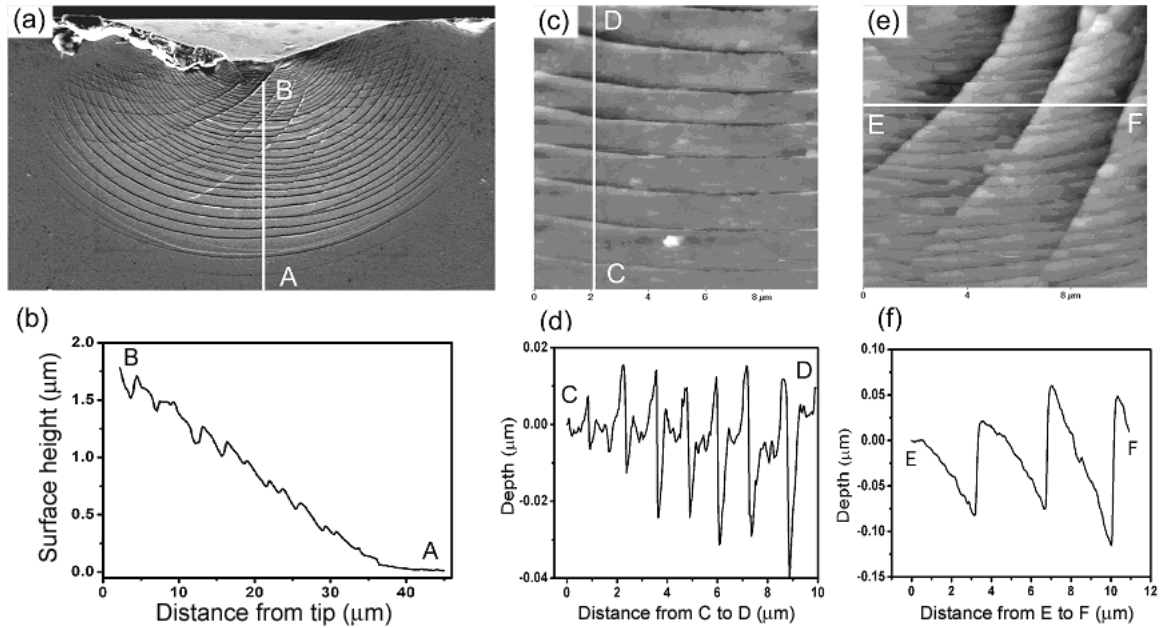 (a)
B
A
(b)
Surface height (μm)
2.0
1.5
1.0
0.5
0.0
B
A
0 10 20 30 40
Distance from tip (μm)
(c)
D
C
0 2 4 6 8 μm
(d)
Depth (μm)
0.02
0.00
-0.02
-0.04
C
D
0 2 4 6 8 10
Distance from C to D (μm)
(e)
E
F
0 4 8 μm
(f)
Depth (μm)
0.10
0.05
0.00
-0.05
-0.10
-0.15
E
F
0 2 4 6 8 10 12
Distance from E to F (μm)